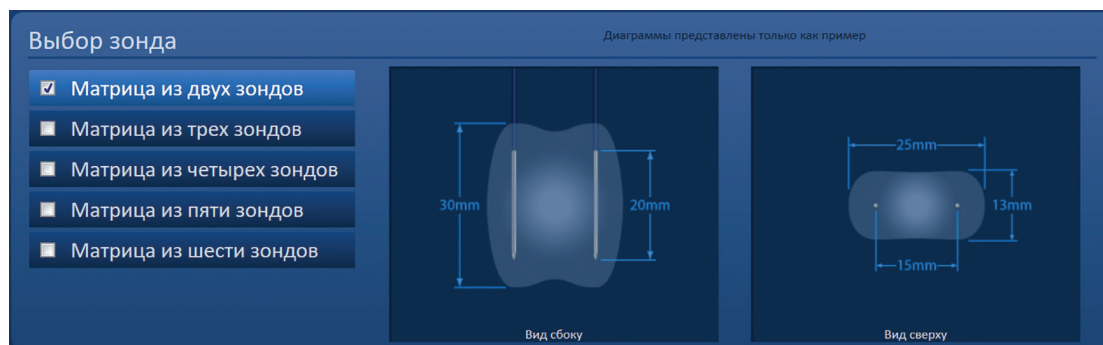 Выбор зонда
Диаграммы представлены только как пример
Матрица из двух зондов
Матрица из трех зондов
Матрица из четырех зондов
Матрица из пяти зондов
Матрица из шести зондов
30mm
20mm
Вид сбоку
25mm
13mm
15mm
Вид сверху